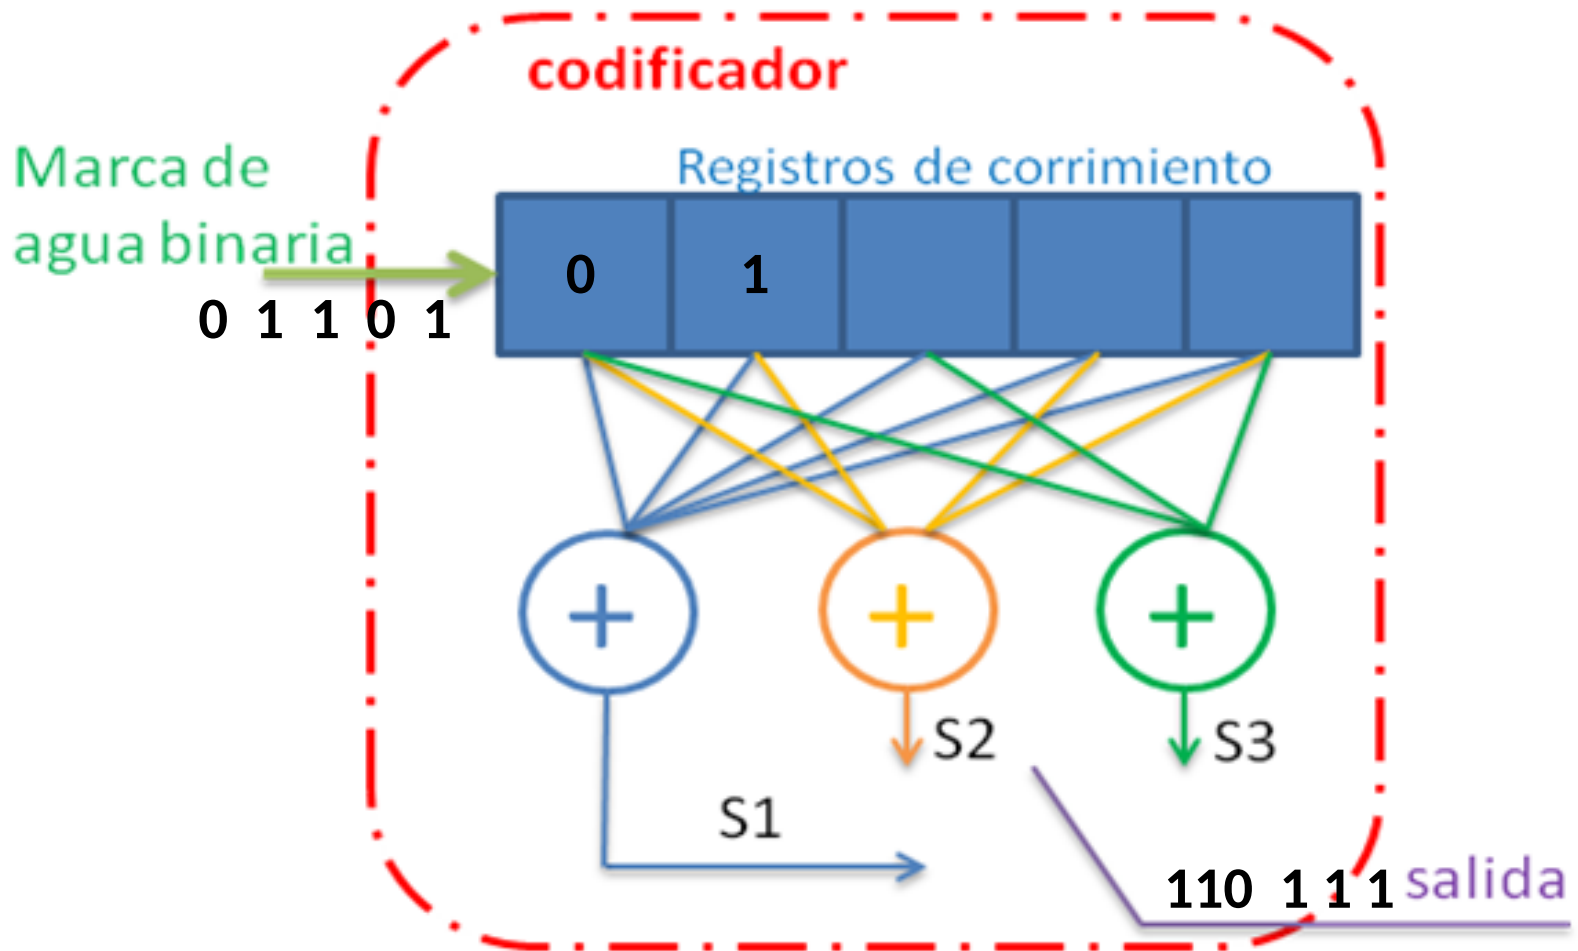 codificador
Marca de
agua binaria
Registros de corrimiento
0 1
0 1 1 0 1
+ + +
S2
S3
S1
110 1 1 1 salida